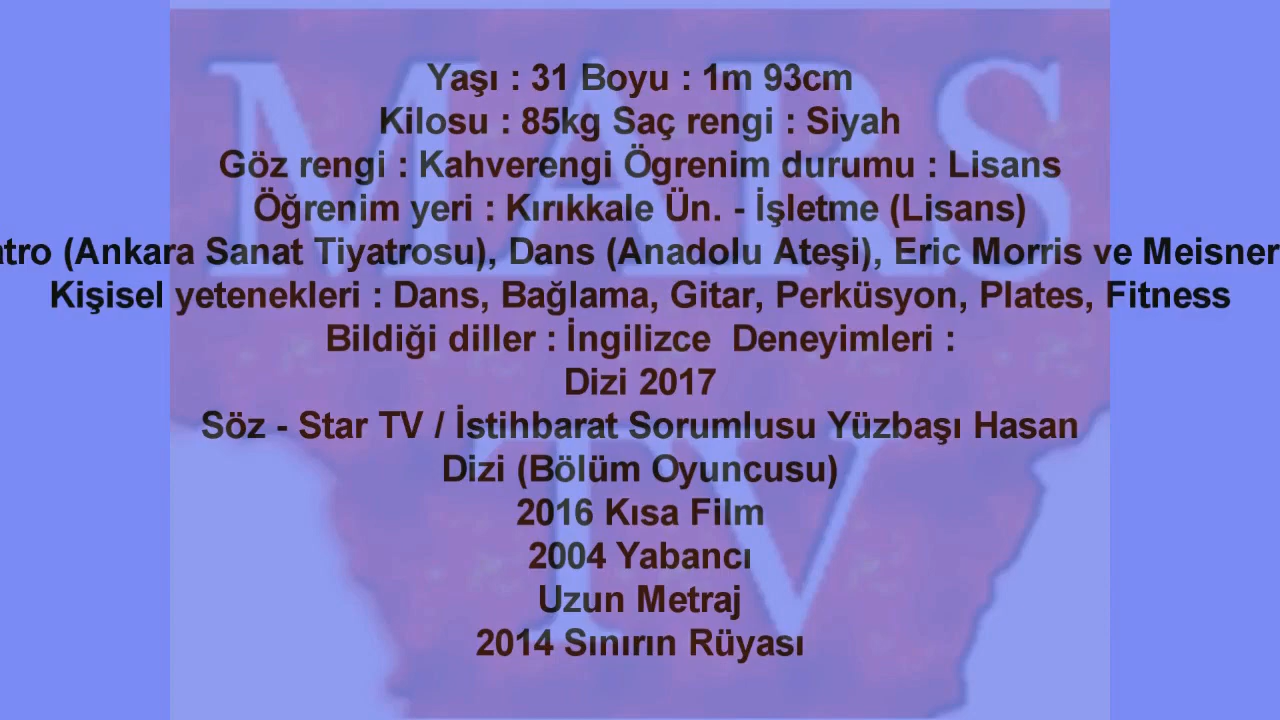 MARS
TV
Yaşı : 31 Boyu : 1m 93cm
Kilosu : 85kg Saç rengi : Siyah
Göz rengi : Kahverengi Ögrenim durumu : Lisans
Öğrenim yeri : Kırıkkale Ün. - İşletme (Lisans)
(Ankara Sanat Tiyatrosu), Dans (Anadolu Ateşi), Eric Morris ve Meisner
Kişisel yetenekleri : Dans, Bağlama, Gitar, Perküsyon, Plates, Fitness
Bildiği diller : İngilizce  Deneyimleri :
Dizi 2017
Söz - Star TV / İstihbarat Sorumlusu Yüzbaşı Hasan
Dizi (Bölüm Oyuncusu)
2016 Kısa Film
2004 Yabancı
Uzun Metraj
2014 Sınırın Rüyası